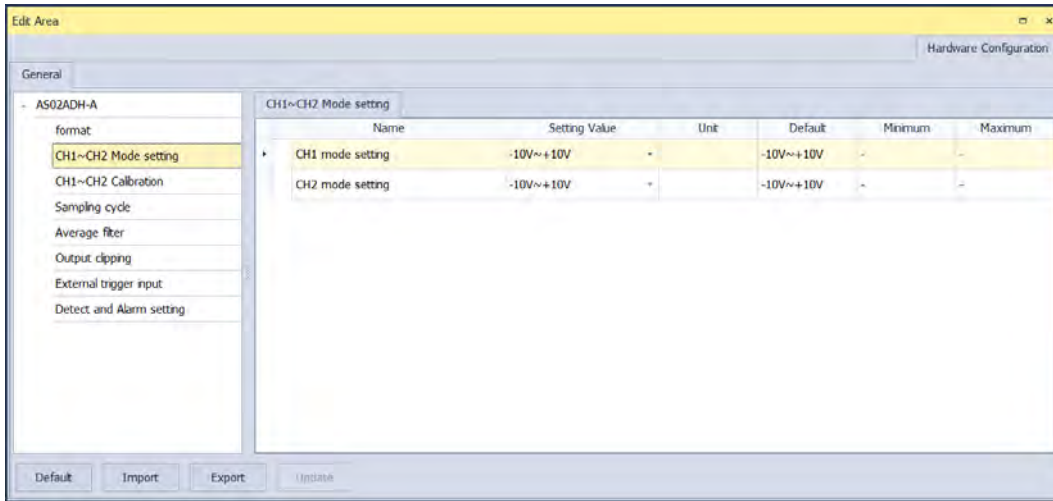 Edit Area
Hardware Configuration
General
- AS02ADH-A
format
CH1~CH2 Mode setting
CH1~CH2 Calibration
Sampling cycle
Average filter
Output clipping
External trigger input
Detect and Alarm setting
CH1~CH2 Mode setting
Name Setting Value Unit Default Minimum Maximum
CH1 mode setting -10V~+10V -10V~+10V - -
CH2 mode setting -10V~+10V -10V~+10V - -
Default Import Export Update